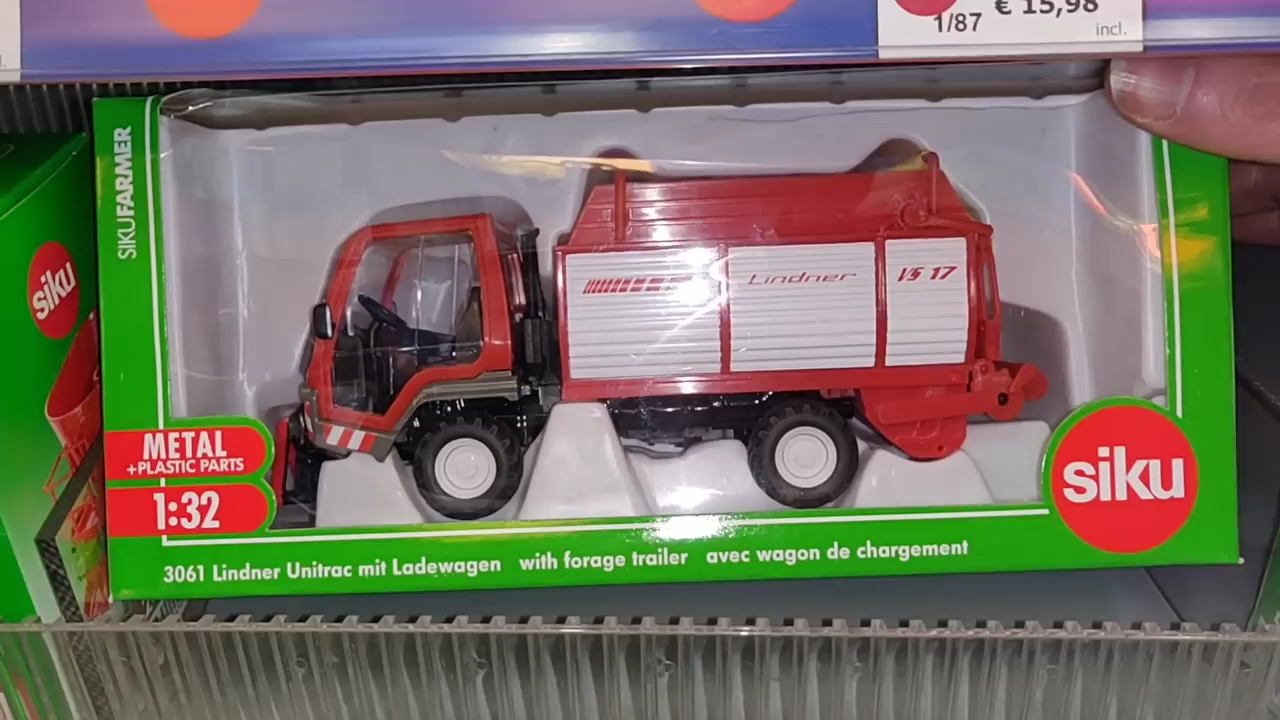 € 15,98
1/87
incl.
SIKUFARMER
siku
Lindner
VS 17
METAL
+PLASTIC PARTS
1:32
siku
3061 Lindner Unitrac mit Ladewagen with forage trailer avec wagon de chargement